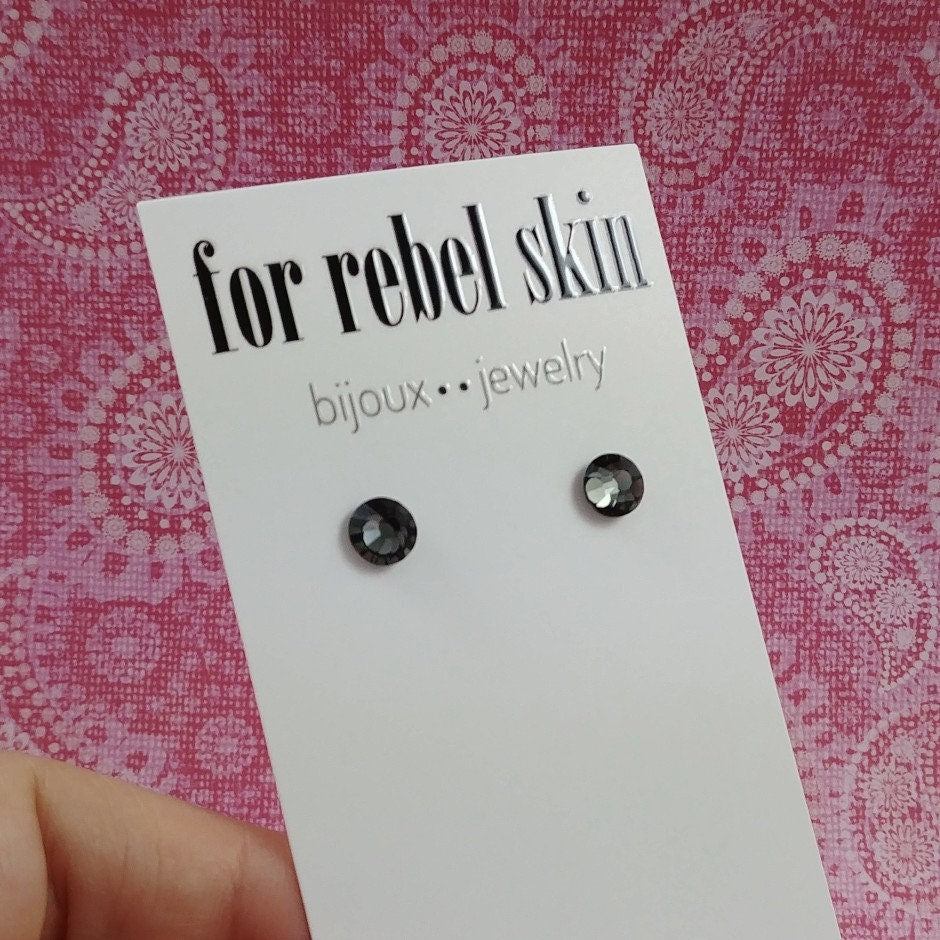 for rebel skin
bijoux • • jewelry